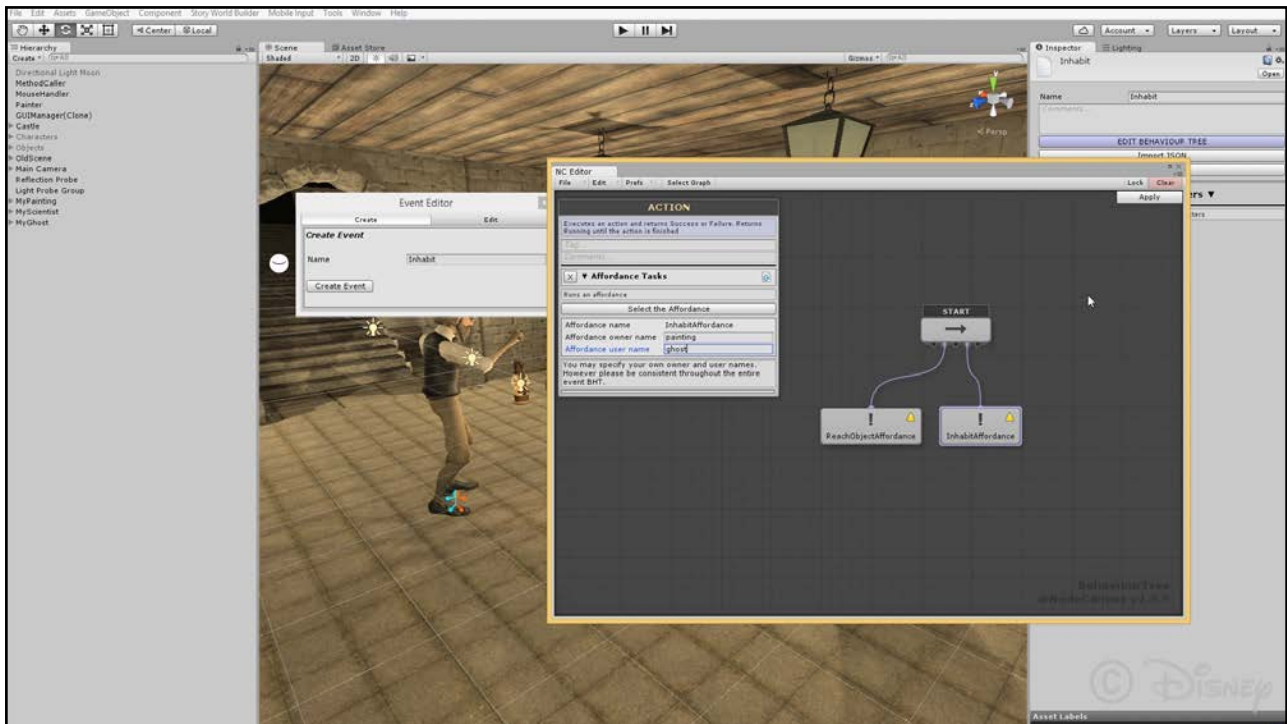 File Edit Assets GameObject Component Story World Builder Mobile Input Tools Window Help
Center Local
Account Layers Layout
Hierarchy
Create
Directional Light Moon
MethodCaller
MouseHandler
Painter
GUIManager(Clone)
Castle
Characters
Objects
OldScene
Main Camera
Reflection Probe
Light Probe Group
MyPainting
MyScientist
MyGhost
Scene Asset Store
Shaded 2D Gizmos
Persp
Event Editor
Create Edit
Create Event
Name Inhabit
Create Event
NC Editor
File Edit Prefs Select Graph Lock Clear
Apply
ACTION
Executes an action and returns Success or Failure. Returns
Running until the action is finished
Tag...
Comments...
X ▼ Affordance Tasks
Runs an affordance
Select the Affordance
Affordance name InhabitAffordance
Affordance owner name painting
Affordance user name ghost
You may specify your own owner and user names.
However please be consistent throughout the entire
event BHT.
START
ReachObjectAffordance
InhabitAffordance
BehaviourTree
Inspector Lighting
Inhabit
Open
Name Inhabit
Comments...
EDIT BEHAVIOUR TREE
Import JSON
© Disney
Asset Labels